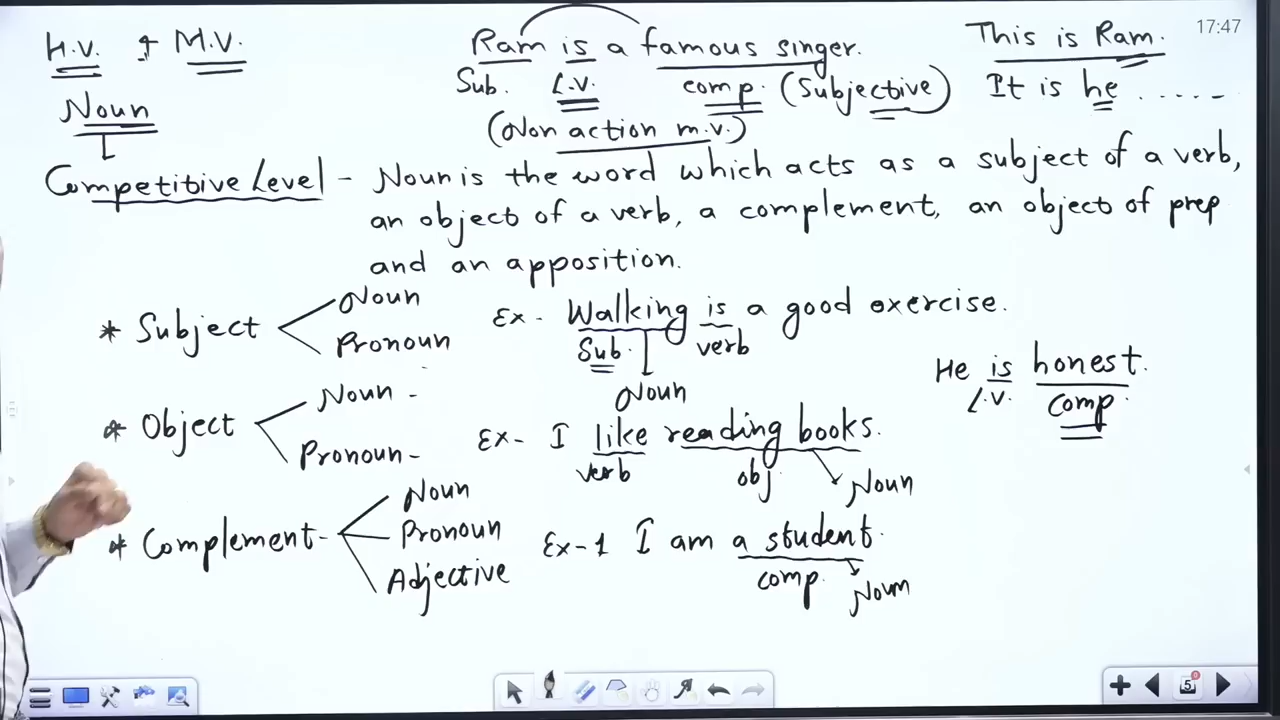 H.V. + M.V.
Ram is a famous singer.
This is Ram.
17:47
Sub. L.V. comp. (Subjective)
It is he .......
Noun
(Non action m.v.)
Competitive Level - Noun is the word which acts as a subject of a verb,
an object of a verb, a complement, an object of prep
and an apposition.
* Subject
Noun
Pronoun
Ex - Walking is a good exercise.
Sub. verb
Noun
He is honest.
L.V. comp.
* Object
Noun -
Pronoun -
Ex - I like reading books.
verb obj Noun
* Complement -
Noun
Pronoun
Adjective
Ex-1 I am a student.
comp. Noun
5